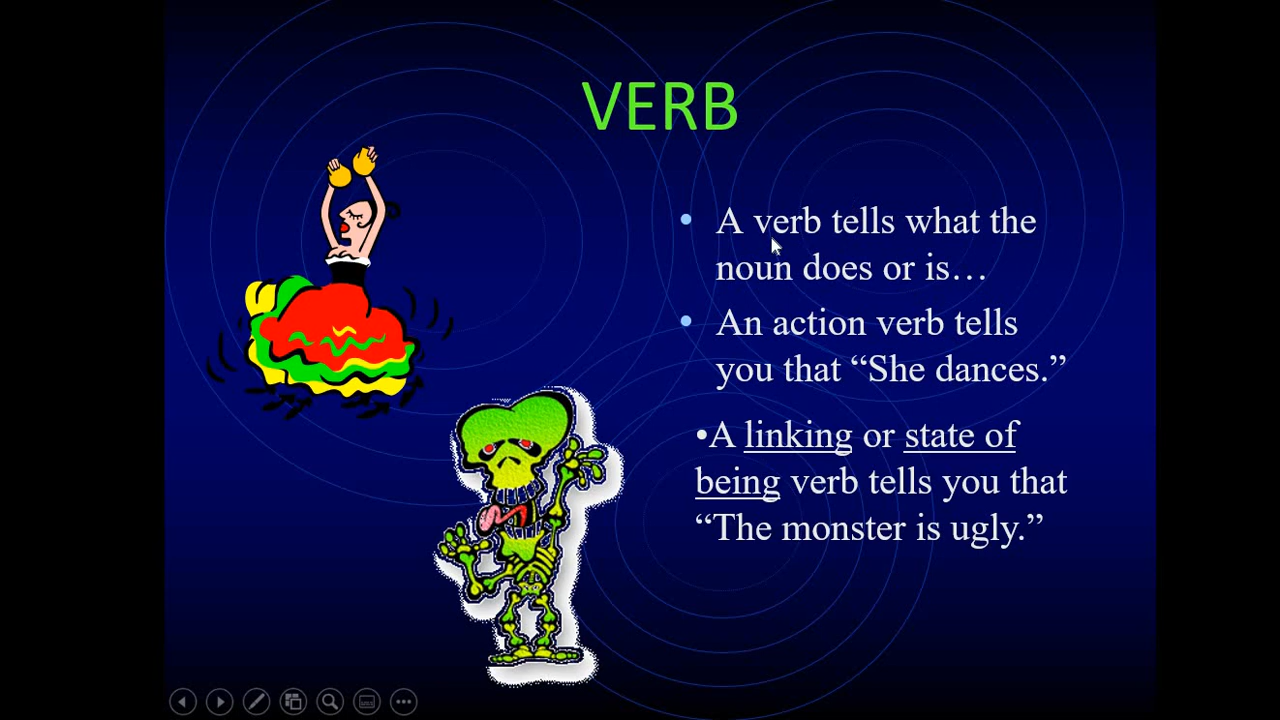 VERB
• A verb tells what the
noun does or is…
• An action verb tells
you that “She dances.”
•A linking or state of
being verb tells you that
“The monster is ugly.”